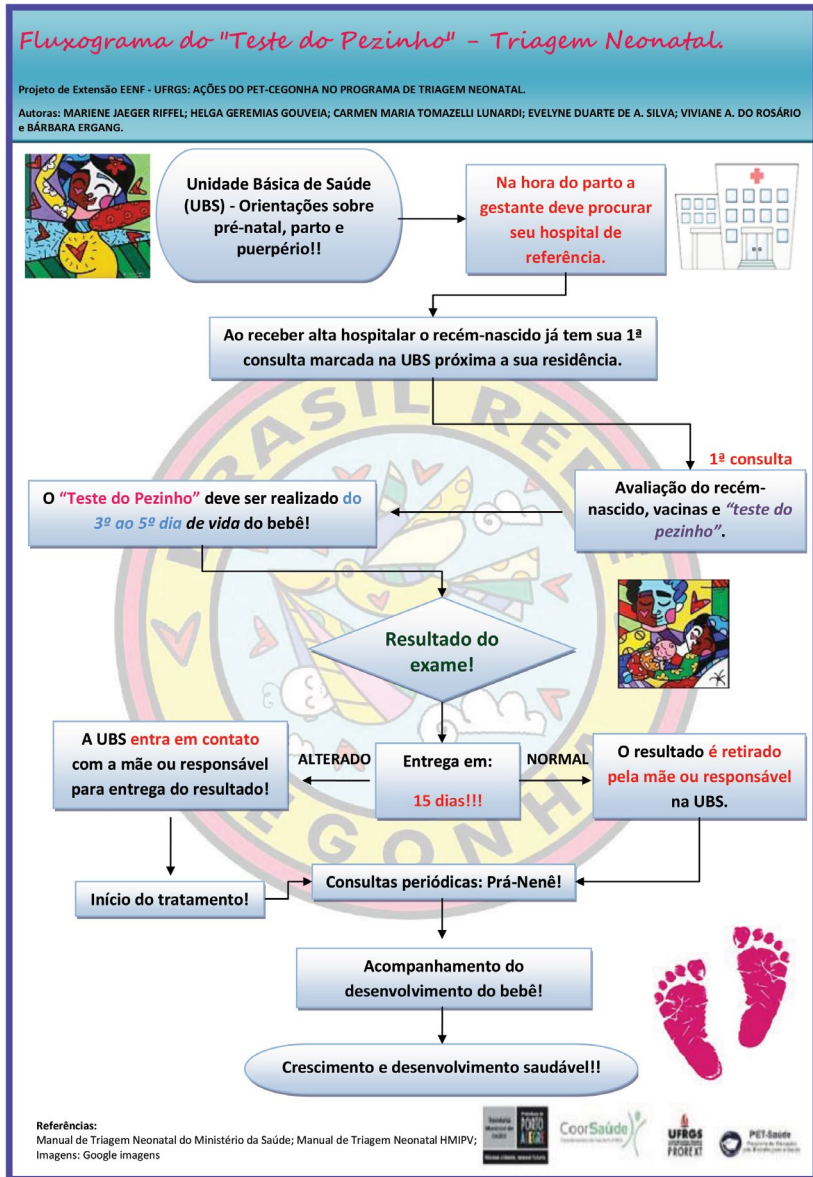 Fluxograma do "Teste do Pezinho" - Triagem Neonatal.
Projeto de Extensão EENF - UFRGS: AÇÕES DO PET-CEGONHA NO PROGRAMA DE TRIAGEM NEONATAL.
Autoras: MARIENE JAEGER RIFFEL; HELGA GEREMIAS GOUVEIA; CARMEN MARIA TOMAZELLI LUNARDI; EVELYNE DUARTE DE A. SILVA; VIVIANE A. DO ROSÁRIO
e BÁRBARA ERGANG.
Unidade Básica de Saúde
(UBS) - Orientações sobre
pré-natal, parto e
puerpério!!
Na hora do parto a
gestante deve procurar
seu hospital de
referência.
Ao receber alta hospitalar o recém-nascido já tem sua 1ª
consulta marcada na UBS próxima a sua residência.
1ª consulta
Avaliação do recém-
nascido, vacinas e “teste do
pezinho”.
O “Teste do Pezinho” deve ser realizado do
3º ao 5º dia de vida do bebê!
Resultado do
exame!
A UBS entra em contato
com a mãe ou responsável
para entrega do resultado!
ALTERADO
Entrega em:
15 dias!!!
NORMAL
O resultado é retirado
pela mãe ou responsável
na UBS.
Início do tratamento!
Consultas periódicas: Prá-Nenê!
Acompanhamento do
desenvolvimento do bebê!
Crescimento e desenvolvimento saudável!!
BRASIL RE
EGONHA
Referências:
Manual de Triagem Neonatal do Ministério da Saúde; Manual de Triagem Neonatal HMIPV;
Imagens: Google imagens
PORTO
ALEGRE
CoorSaúde
UFRGS
PROREXT
PET-Saúde